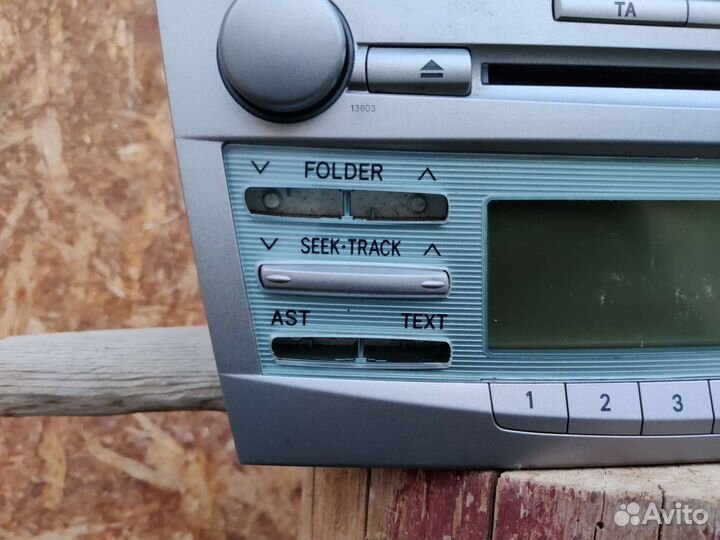 TA
13803
FOLDER
SEEK·TRACK
AST TEXT
1 2 3
Avito